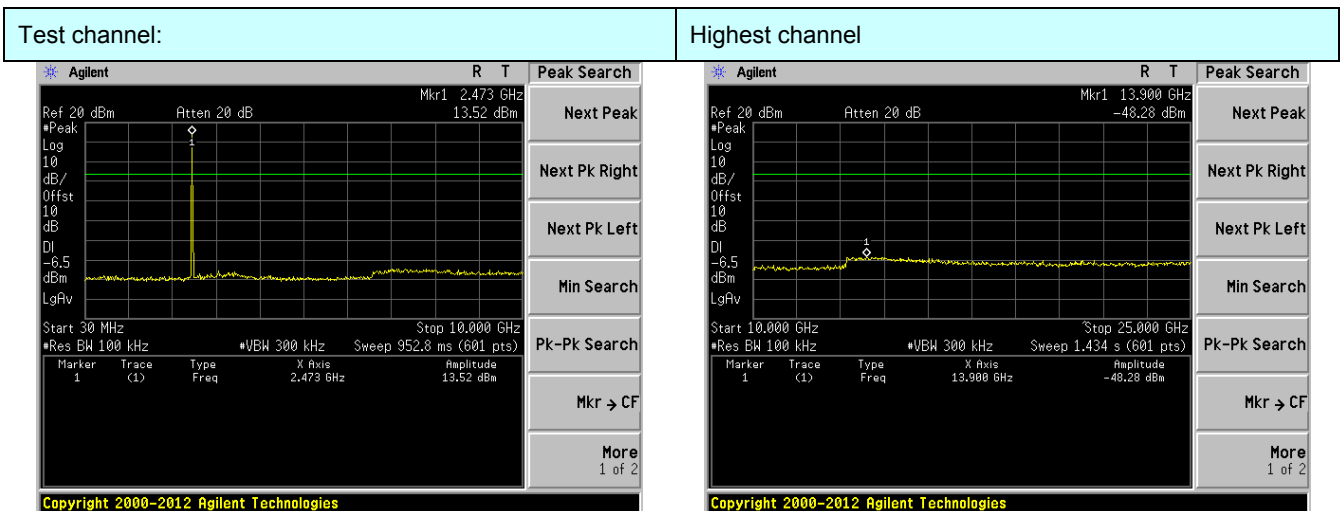 Test channel: Highest channel
Agilent R T Peak Search
Mkr1 2.473 GHz
Ref 20 dBm Atten 20 dB 13.52 dBm
#Peak
Log
10
dB/
Offst
10
dB
DI
-6.5
dBm
LgAv
1
Start 30 MHz Stop 10.000 GHz
#Res BW 100 kHz #VBW 300 kHz Sweep 952.8 ms (601 pts)
Marker Trace Type X Axis Amplitude
1 (1) Freq 2.473 GHz 13.52 dBm
Next Peak
Next Pk Right
Next Pk Left
Min Search
Pk-Pk Search
Mkr → CF
More
1 of 2
Copyright 2000-2012 Agilent Technologies
Agilent R T Peak Search
Mkr1 13.900 GHz
Ref 20 dBm Atten 20 dB -48.28 dBm
#Peak
Log
10
dB/
Offst
10
dB
DI
-6.5
dBm
LgAv
1
Start 10.000 GHz Stop 25.000 GHz
#Res BW 100 kHz #VBW 300 kHz Sweep 1.434 s (601 pts)
Marker Trace Type X Axis Amplitude
1 (1) Freq 13.900 GHz -48.28 dBm
Next Peak
Next Pk Right
Next Pk Left
Min Search
Pk-Pk Search
Mkr → CF
More
1 of 2
Copyright 2000-2012 Agilent Technologies